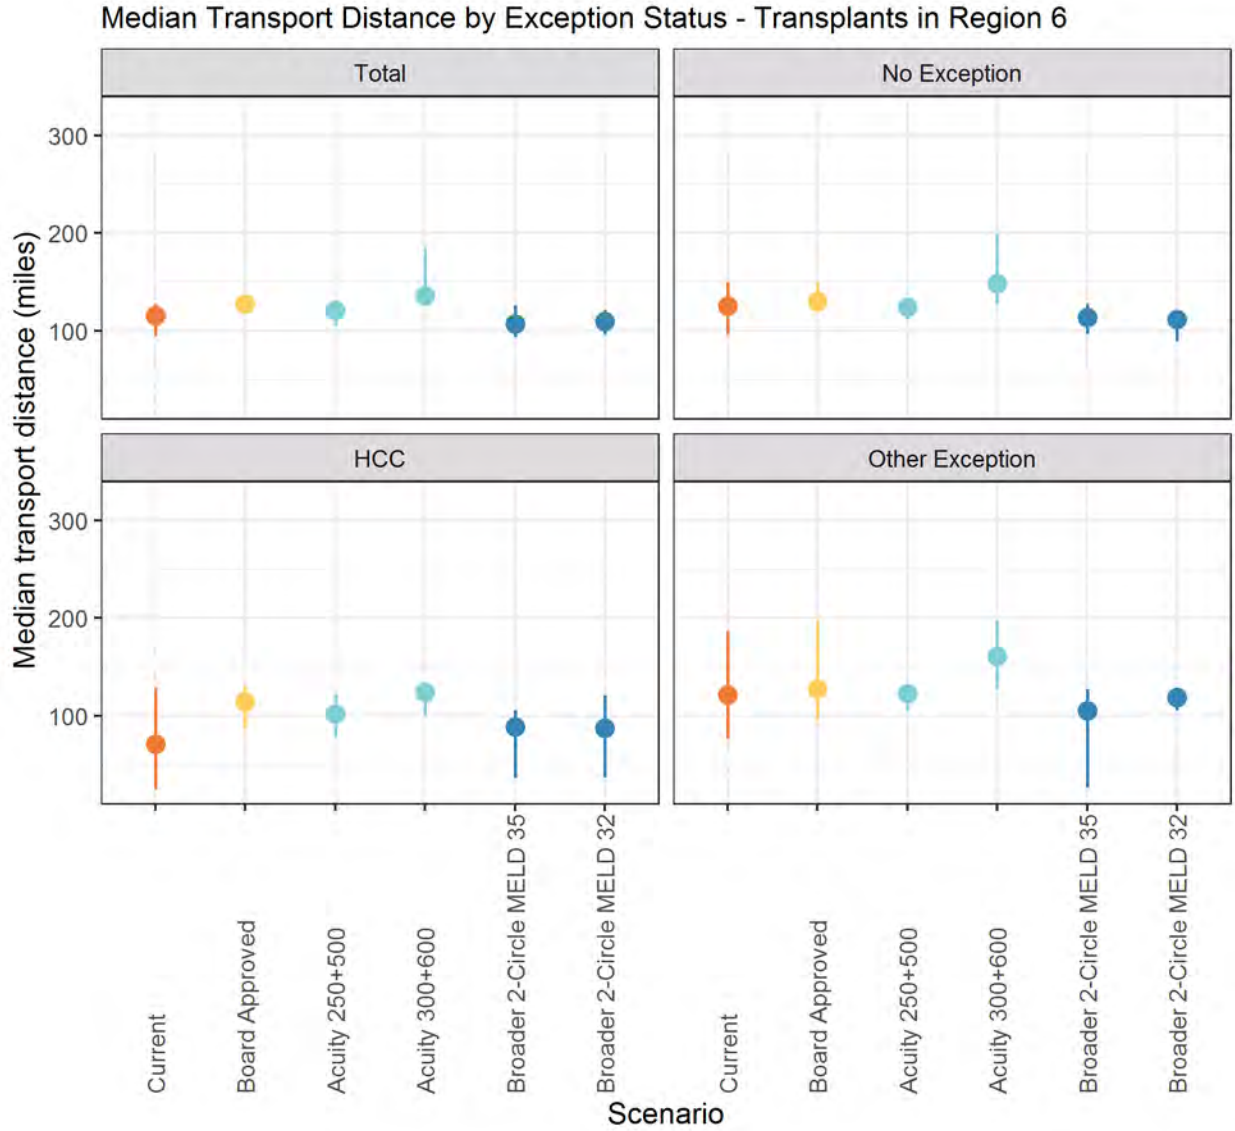 Median Transport Distance by Exception Status - Transplants in Region 6
Total
No Exception
300
200
100
HCC
Other Exception
300
200
100
Median transport distance (miles)
Current
Board Approved
Acuity 250+500
Acuity 300+600
Broader 2-Circle MELD 35
Broader 2-Circle MELD 32
Current
Board Approved
Acuity 250+500
Acuity 300+600
Broader 2-Circle MELD 35
Broader 2-Circle MELD 32
Scenario